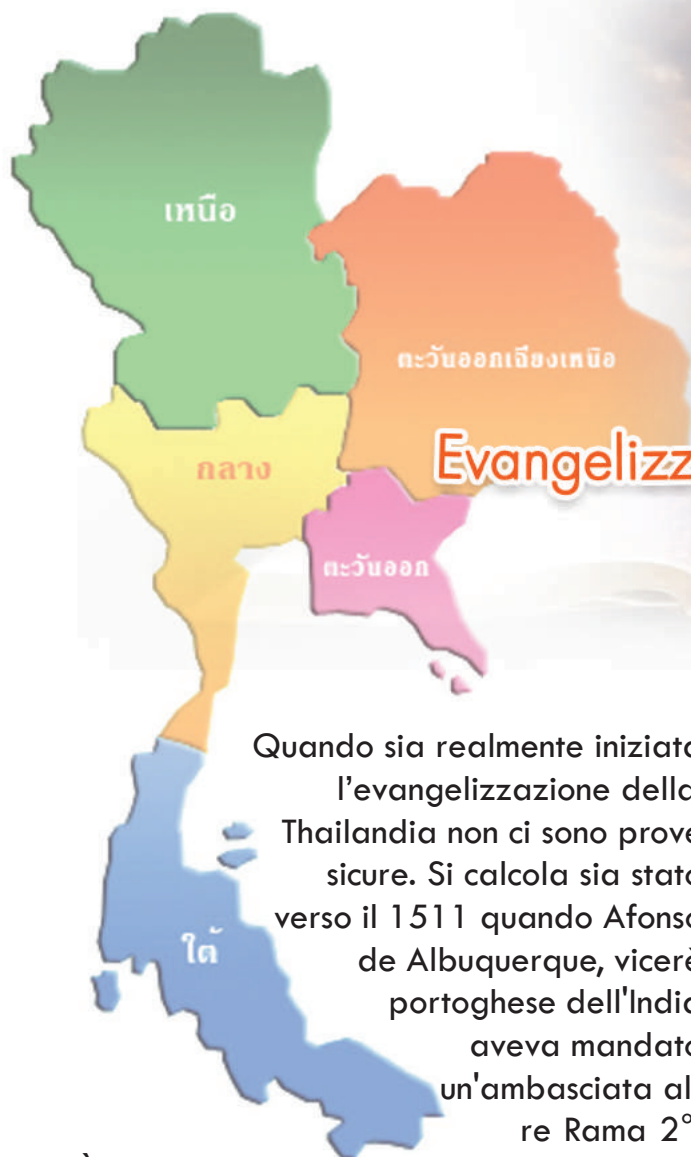 เหนือ
ตะวันออกเฉียงเหนือ
กลาง
Evangelizz
ตะวันออก
Quando sia realmente iniziata
l'evangelizzazione della
Thailandia non ci sono prove
sicure. Si calcola sia stato
verso il 1511 quando Afonso
de Albuquerque, vicerè
portoghese dell'India
aveva mandato
un'ambasciata al
re Rama 2°
ใต้